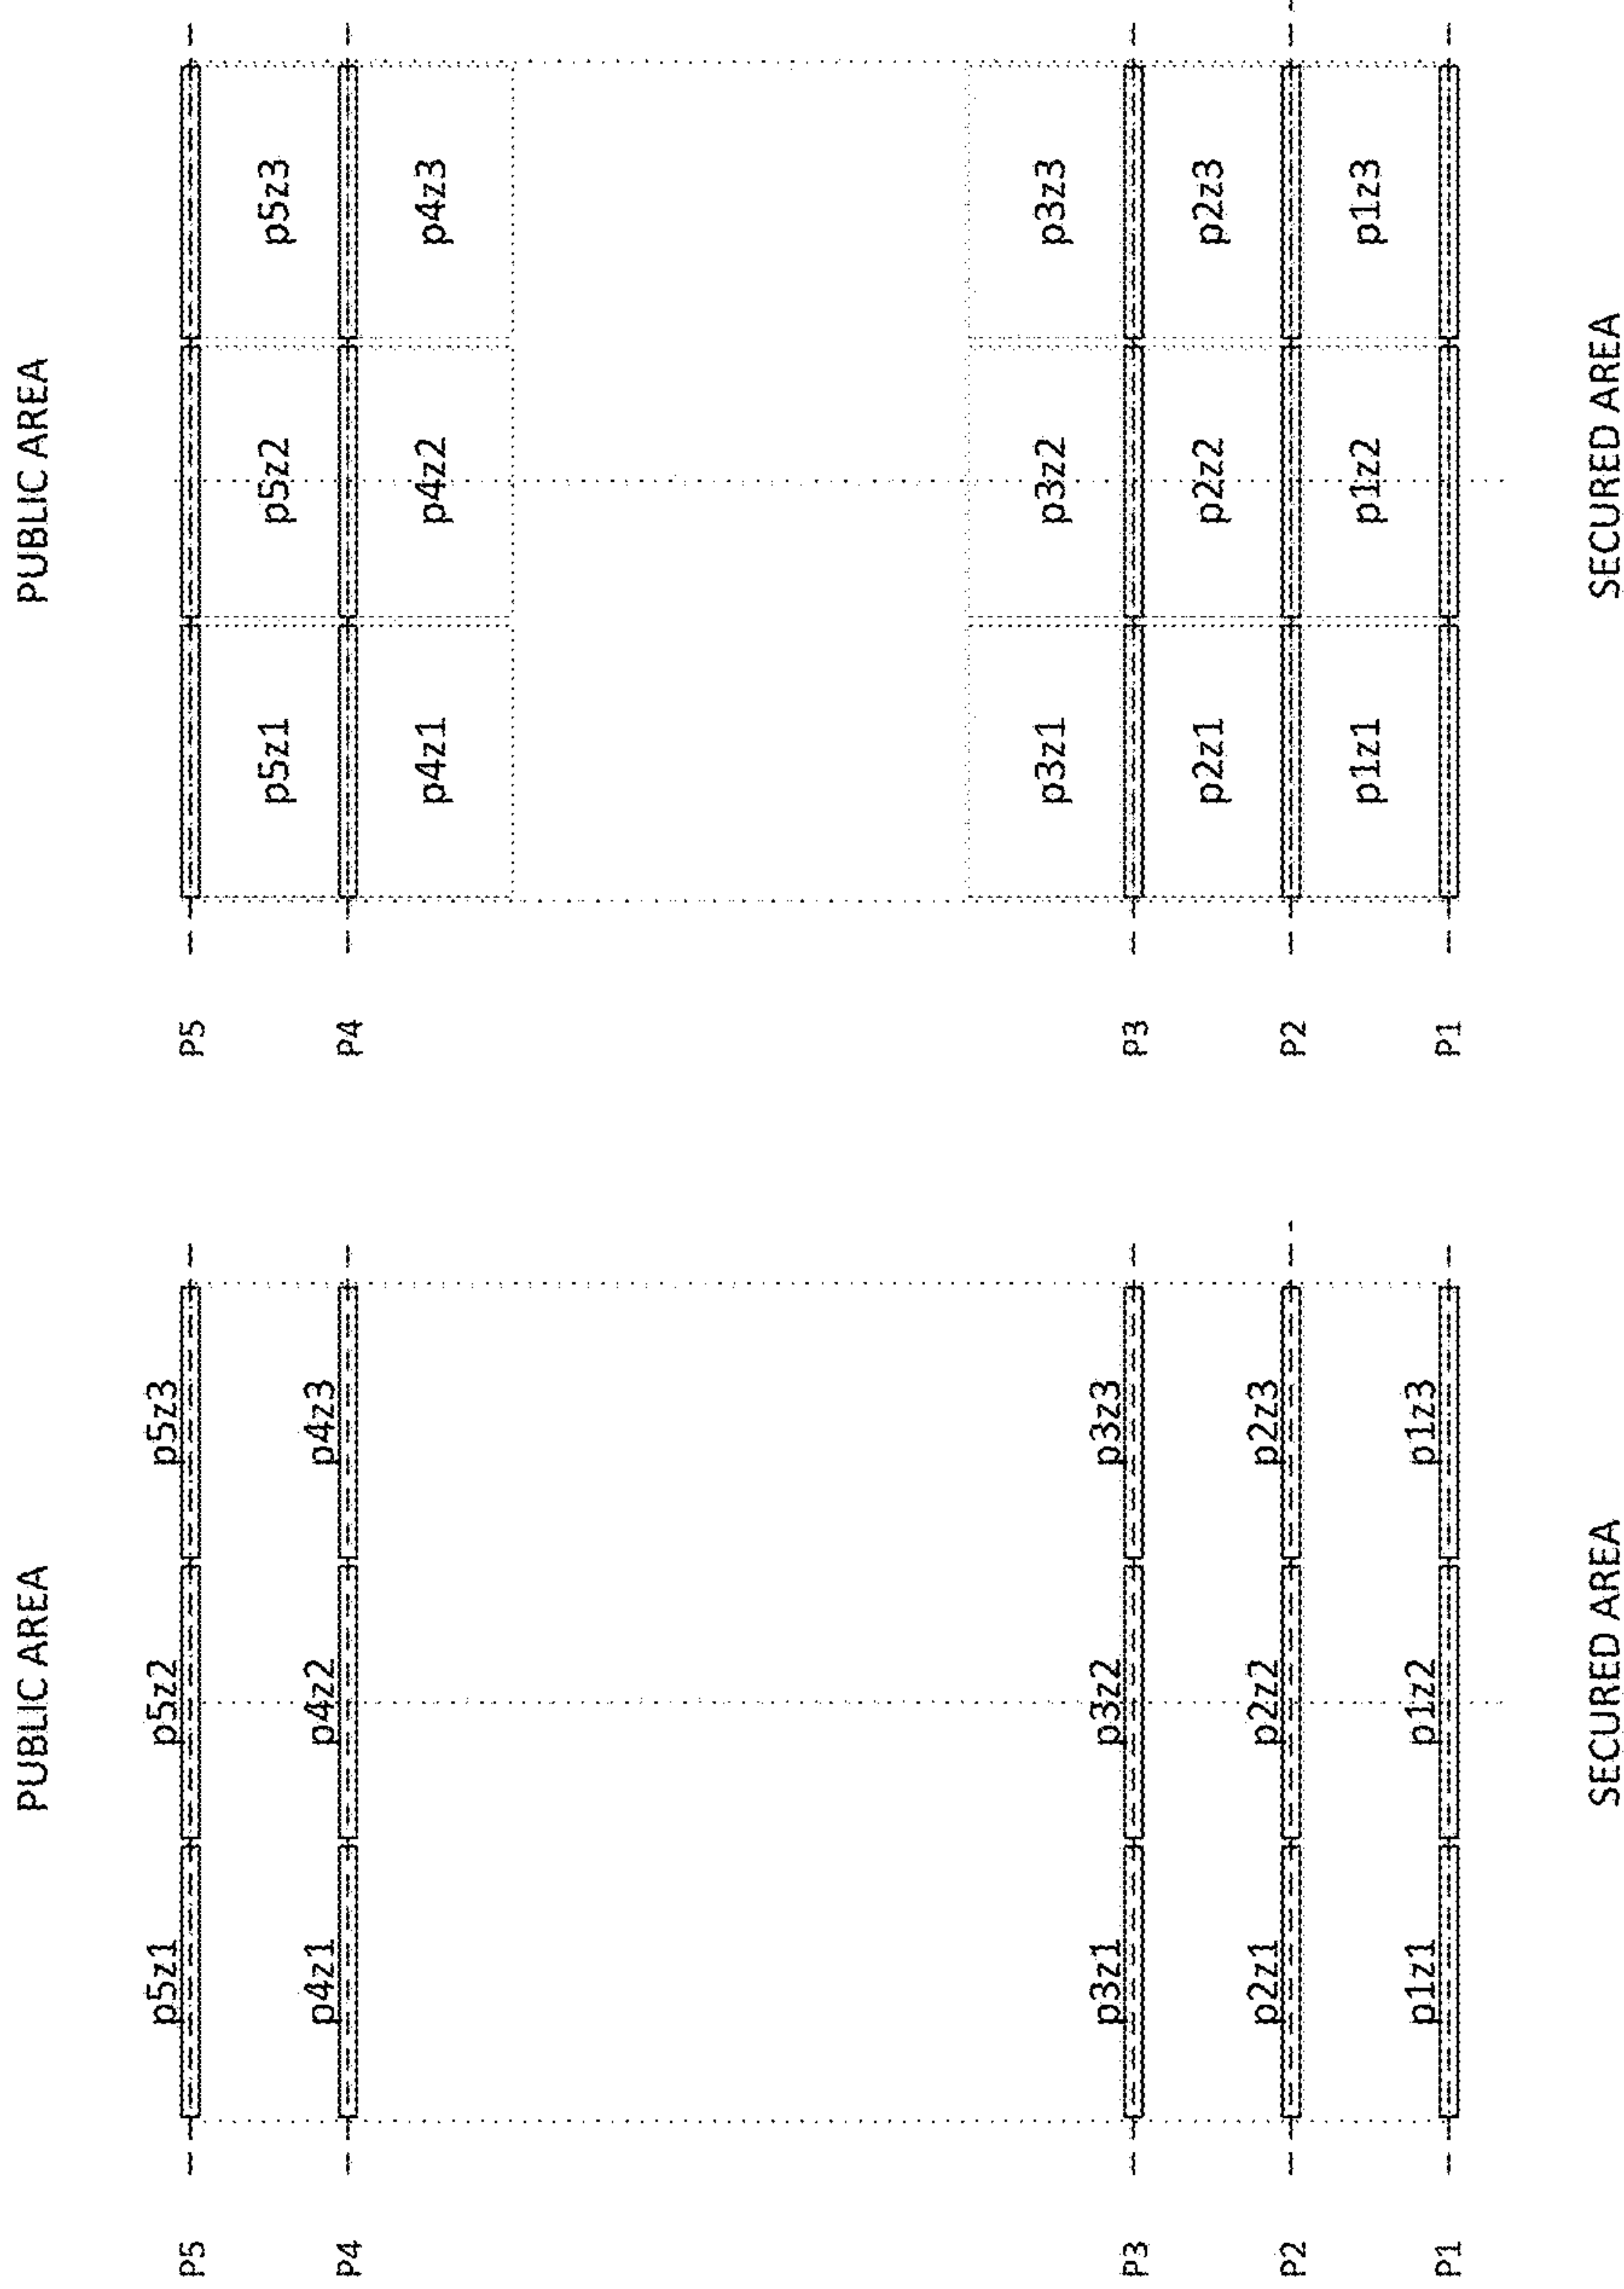 PUBLIC AREA
p5z1 p5z2 p5z3
P5
p4z1 p4z2 p4z3
P4
p3z1 p3z2 p3z3
P3
p2z1 p2z2 p2z3
P2
p1z1 p1z2 p1z3
P1
SECURED AREA
PUBLIC AREA
P5
p5z1 p5z2 p5z3
P4
p4z1 p4z2 p4z3
p3z1 p3z2 p3z3
P3
p2z1 p2z2 p2z3
P2
p1z1 p1z2 p1z3
P1
SECURED AREA